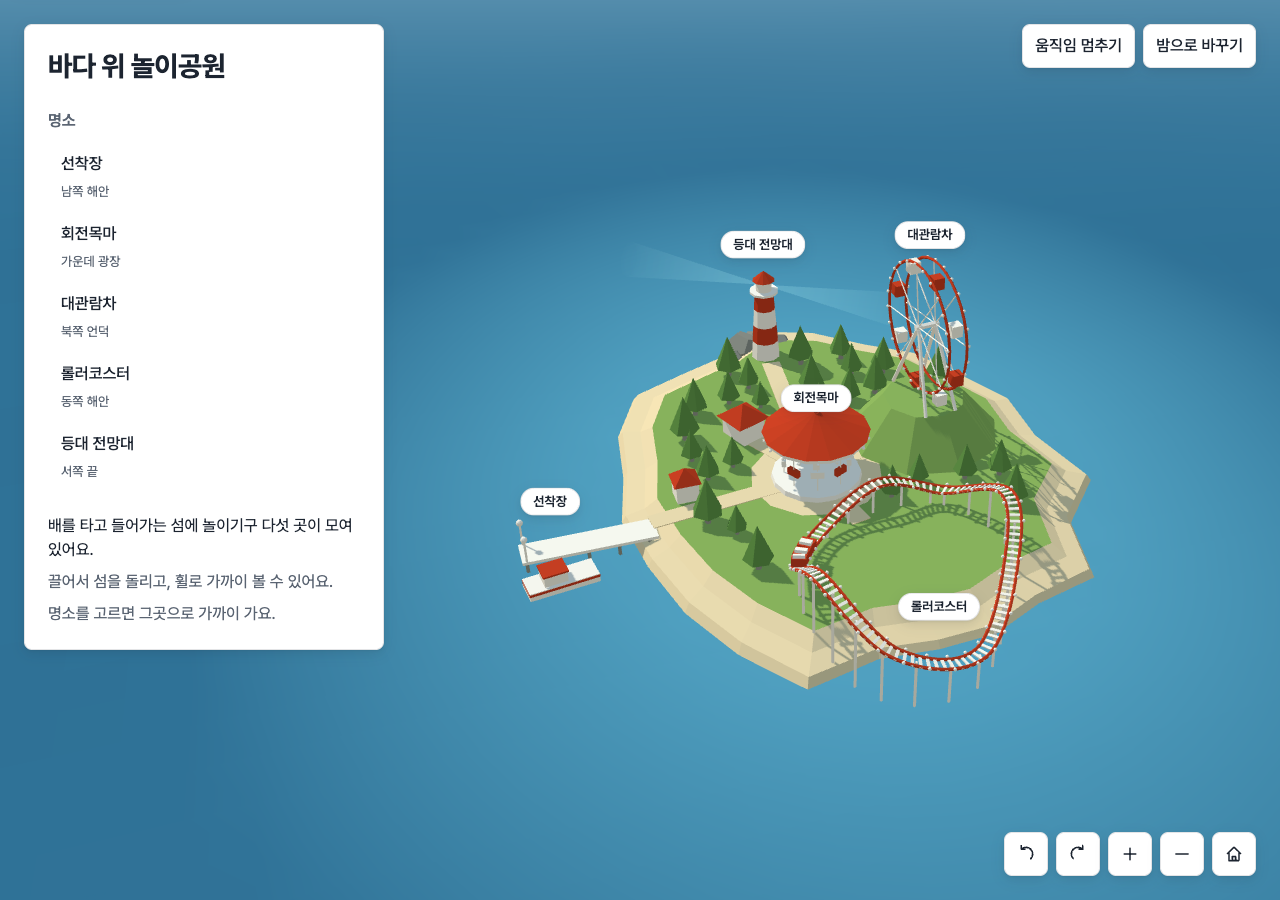 바다 위 놀이공원
명소
선착장
남쪽 해안
회전목마
가운데 광장
대관람차
북쪽 언덕
롤러코스터
동쪽 해안
등대 전망대
서쪽 끝
배를 타고 들어가는 섬에 놀이기구 다섯 곳이 모여
있어요.
끌어서 섬을 돌리고, 휠로 가까이 볼 수 있어요.
명소를 고르면 그곳으로 가까이 가요.
움직임 멈추기
밤으로 바꾸기
대관람차
등대 전망대
회전목마
선착장
롤러코스터